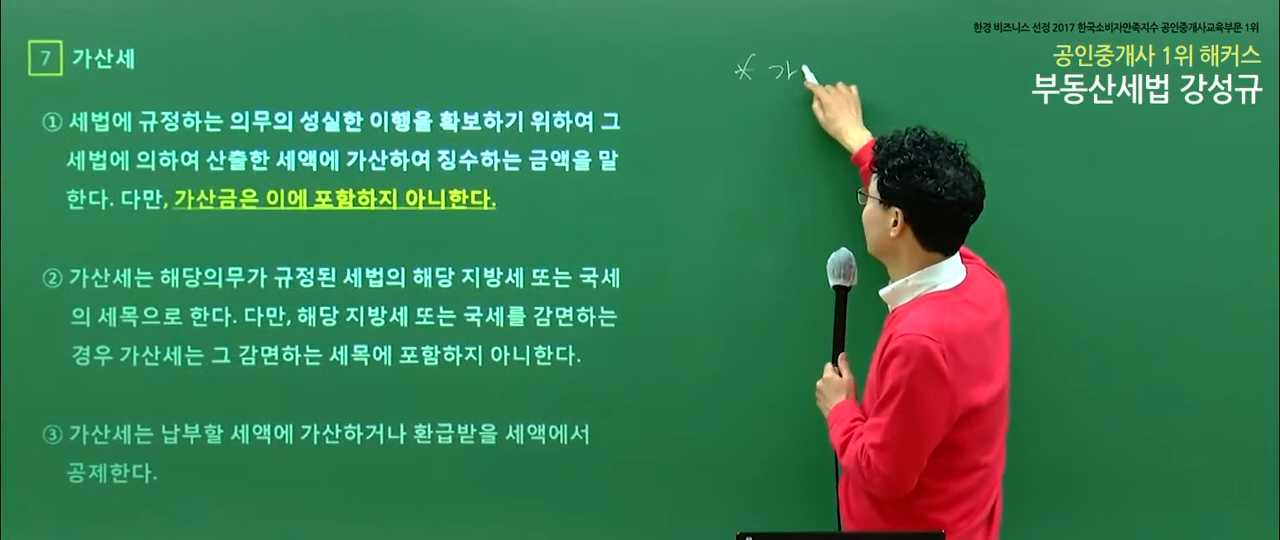 한경 비즈니스 선정 2017 한국소비자만족지수 공인중개사교육부문 1위
공인중개사 1위 해커스
부동산세법 강성규
7 가산세
① 세법에 규정하는 의무의 성실한 이행을 확보하기 위하여 그
세법에 의하여 산출한 세액에 가산하여 징수하는 금액을 말
한다. 다만, 가산금은 이에 포함하지 아니한다.
② 가산세는 해당의무가 규정된 세법의 해당 지방세 또는 국세
의 세목으로 한다. 다만, 해당 지방세 또는 국세를 감면하는
경우 가산세는 그 감면하는 세목에 포함하지 아니한다.
③ 가산세는 납부할 세액에 가산하거나 환급받을 세액에서
공제한다.
* 가